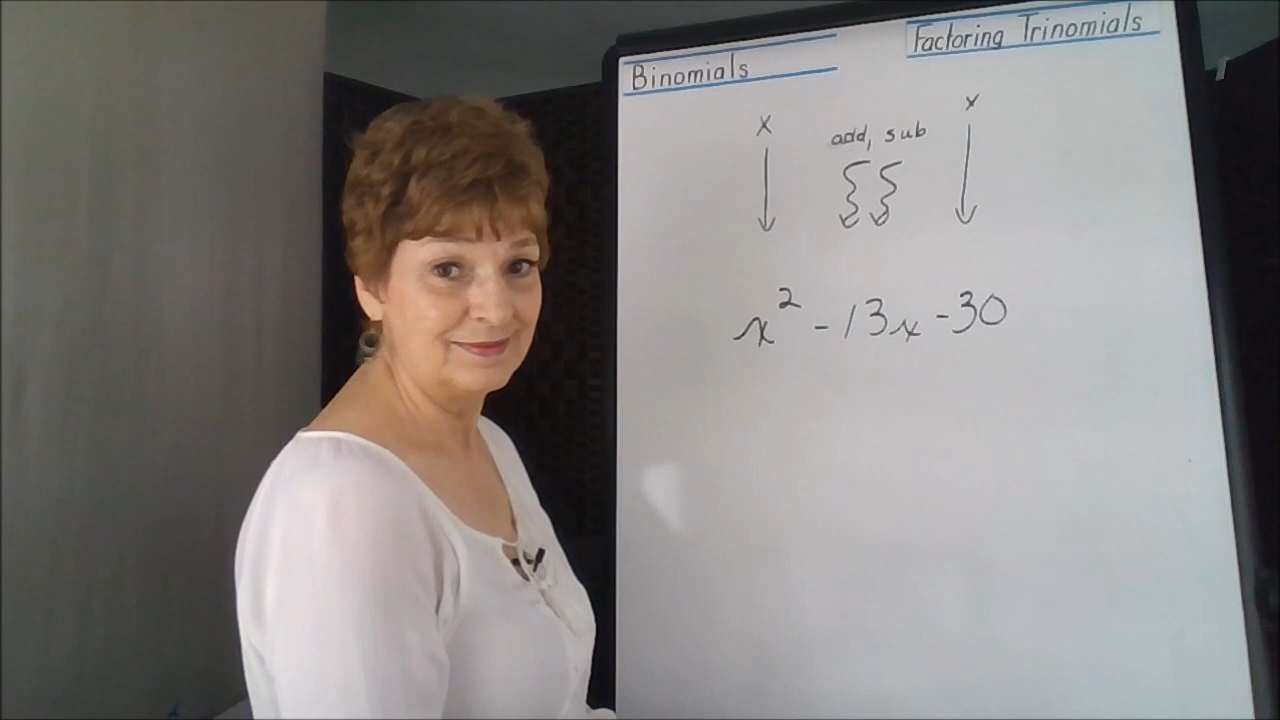 Binomials
Factoring Trinomials
x add, sub x
x² - 13x - 30